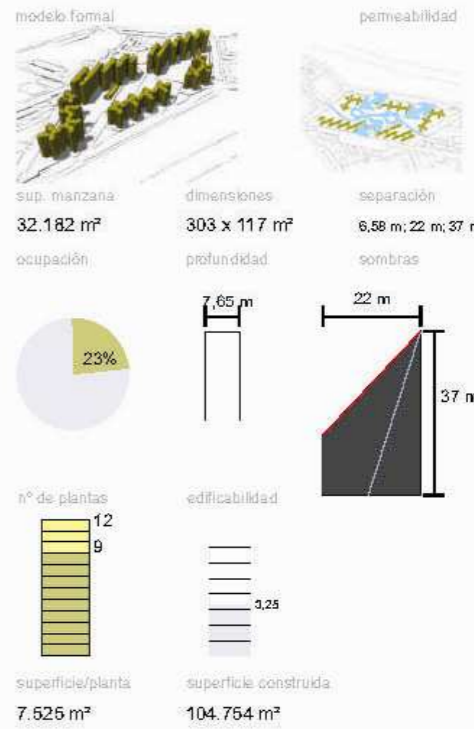 modelo formal
permeabilidad
sup. manzana
dimensiones
separación
32.182 m²
303 x 117 m²
6,58 m; 22 m; 37 m
ocupación
profundidad
sombras
7,65 m
22 m
23%
37 m
nº de plantas
edificabilidad
12
9
3,25
superficie/planta
superficie construida
7.525 m²
104.754 m²